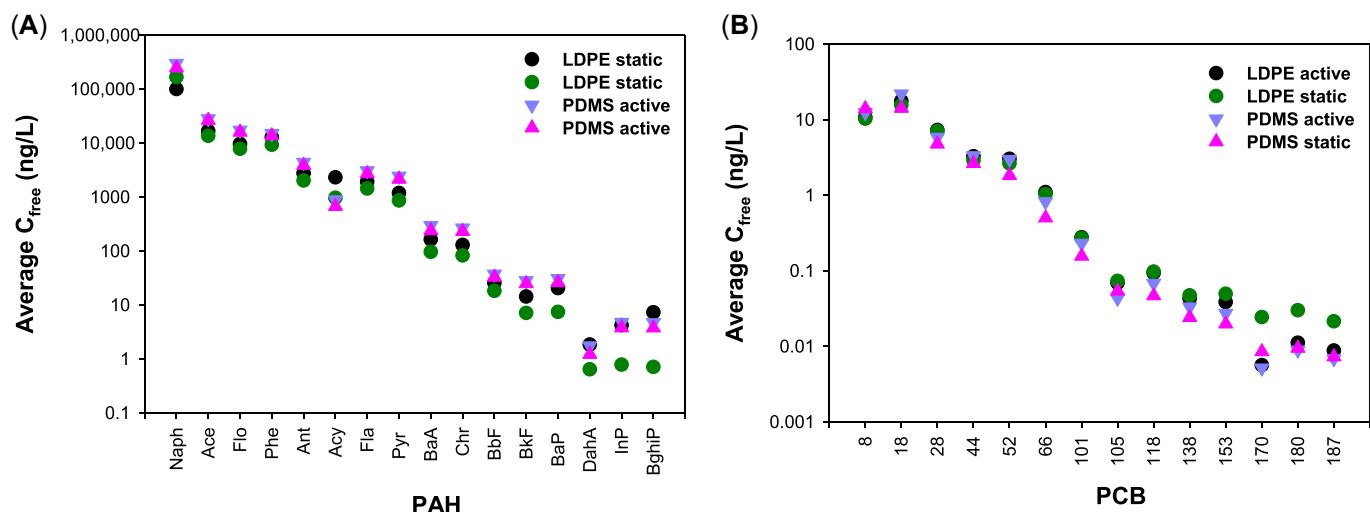 (A)
1,000,000
100,000
10,000
1000
100
10
1
0.1
Average Cfree (ng/L)
LDPE static
LDPE static
PDMS active
PDMS active
Naph
Ace
Flo
Phe
Ant
Acy
Fla
Pyr
BaA
Chr
BbF
BkF
BaP
DahA
InP
BghiP
PAH
(B)
100
10
1
0.1
0.01
0.001
Average Cfree (ng/L)
LDPE active
LDPE static
PDMS active
PDMS static
8
18
28
44
52
66
101
105
118
138
153
170
180
187
PCB